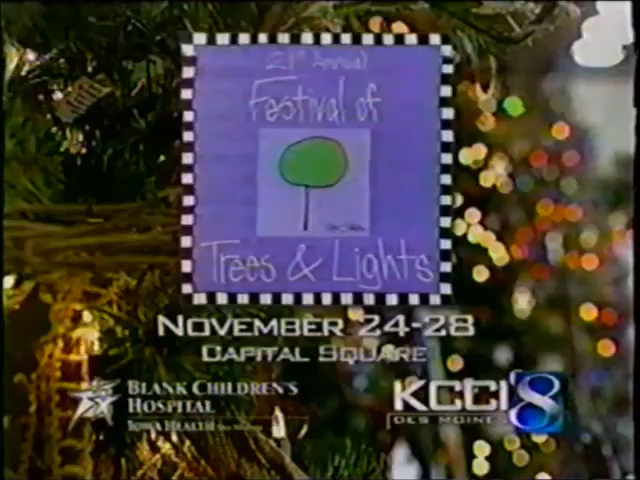 21st Annual
Festival of
Trees & Lights
NOVEMBER 24-28
CAPITAL SQUARE
BLANK CHILDREN'S
HOSPITAL
IOWA HEALTH
KCCI 8
DES MOINES